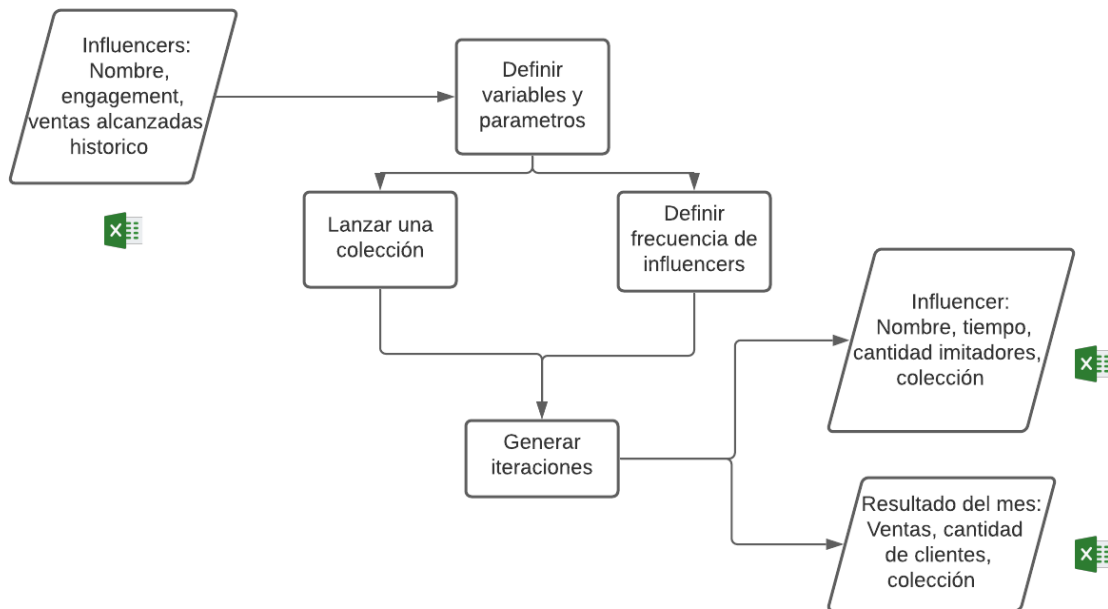 Influencers:
Nombre,
engagement,
ventas alcanzadas
historico
Definir
variables y
parametros
Lanzar una
colección
Definir
frecuencia de
influencers
Generar
iteraciones
Influencer:
Nombre, tiempo,
cantidad imitadores,
colección
Resultado del mes:
Ventas, cantidad
de clientes,
colección
X
X
X